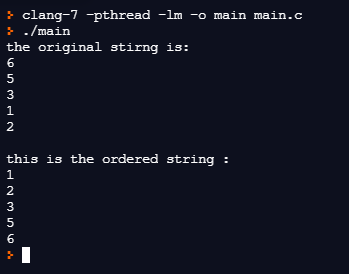 > clang-7 -pthread -lm -o main main.c
> ./main
the original stirng is:
6
5
3
1
2

this is the ordered string :
1
2
3
5
6
>